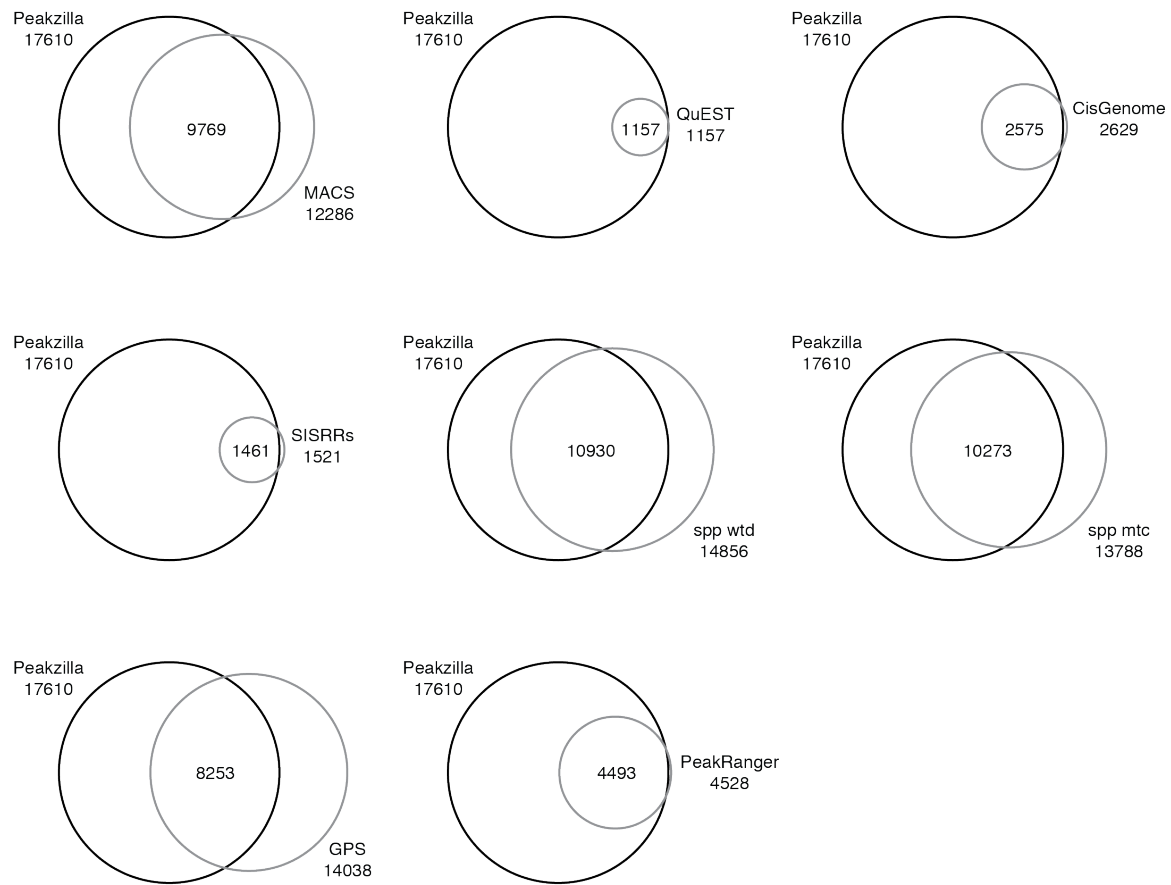 Peakzilla
17610
9769
MACS
12286
Peakzilla
17610
1157
QuEST
1157
Peakzilla
17610
2575
CisGenome
2629
Peakzilla
17610
1461
SISRRs
1521
Peakzilla
17610
10930
spp wtd
14856
Peakzilla
17610
10273
spp mtc
13788
Peakzilla
17610
8253
GPS
14038
Peakzilla
17610
4493
PeakRanger
4528